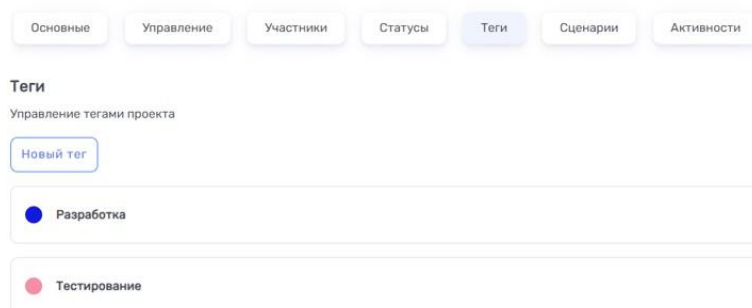 Основные Управление Участники Статусы Теги Сценарии Активности
Теги
Управление тегами проекта
Новый тег
Разработка
Тестирование